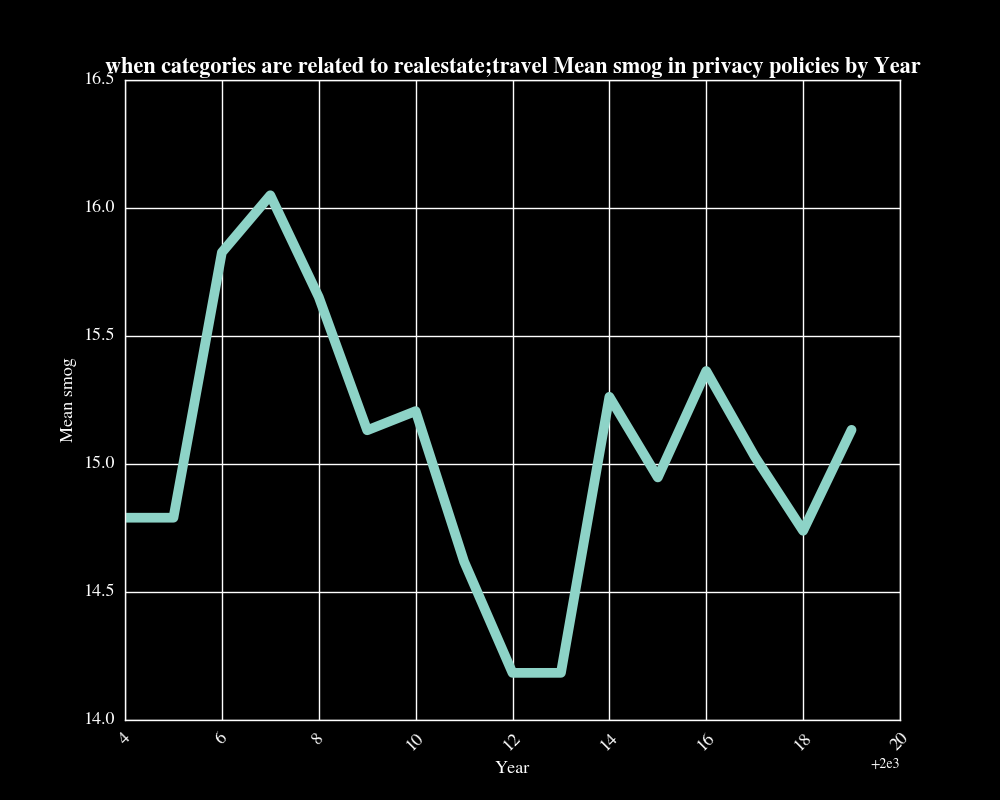 when categories are related to realestate;travel Mean smog in privacy policies by Year
16.5
16.0
15.5
15.0
14.5
14.0
Mean smog
4 6 8 10 12 14 16 18 20
Year
+2e3